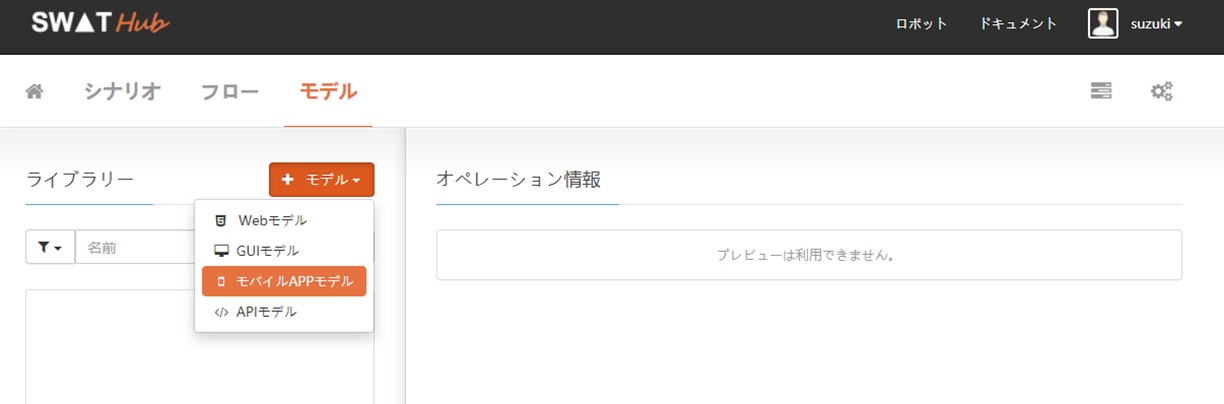 SWAT Hub ロボット ドキュメント suzuki
シナリオ フロー モデル
ライブラリー + モデル オペレーション情報
Webモデル
名前 GUIモデル プレビューは利用できません。
モバイルAPPモデル
</> APIモデル